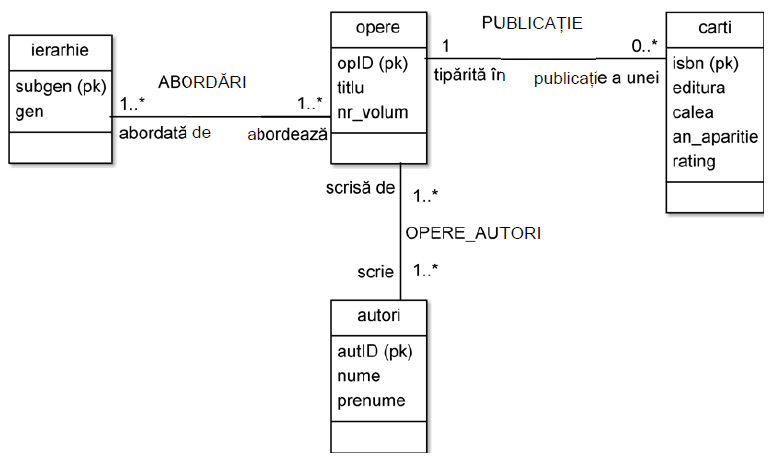 ierarhie
subgen (pk)
gen
ABORDĂRI
1..*
1..*
abordată de
abordează
opere
opID (pk)
titlu
nr_volum
PUBLICAȚIE
1
0..*
tipărită în
publicație a unei
carti
isbn (pk)
editura
calea
an_aparitie
rating
scrisă de
1..*
OPERE_AUTORI
scrie
1..*
autori
autID (pk)
nume
prenume